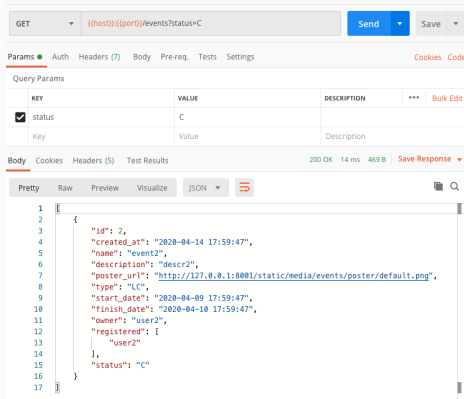 GET {{host}}:{{port}}/events?status=C Send Save
Params Auth Headers (7) Body Pre-req. Tests Settings Cookies Code
Query Params
KEY VALUE DESCRIPTION ••• Bulk Edit
status C
Key Value Description
Body Cookies Headers (5) Test Results 200 OK 14 ms 469 B Save Response
Pretty Raw Preview Visualize JSON
1 [
2 {
3 "id": 2,
4 "created_at": "2020-04-14 17:59:47",
5 "name": "event2",
6 "description": "descr2",
7 "poster_url": "http://127.0.0.1:8001/static/media/events/poster/default.png",
8 "type": "LC",
9 "start_date": "2020-04-09 17:59:47",
10 "finish_date": "2020-04-10 17:59:47",
11 "owner": "user2",
12 "registered": [
13 "user2"
14 ],
15 "status": "C"
16 }
17 ]